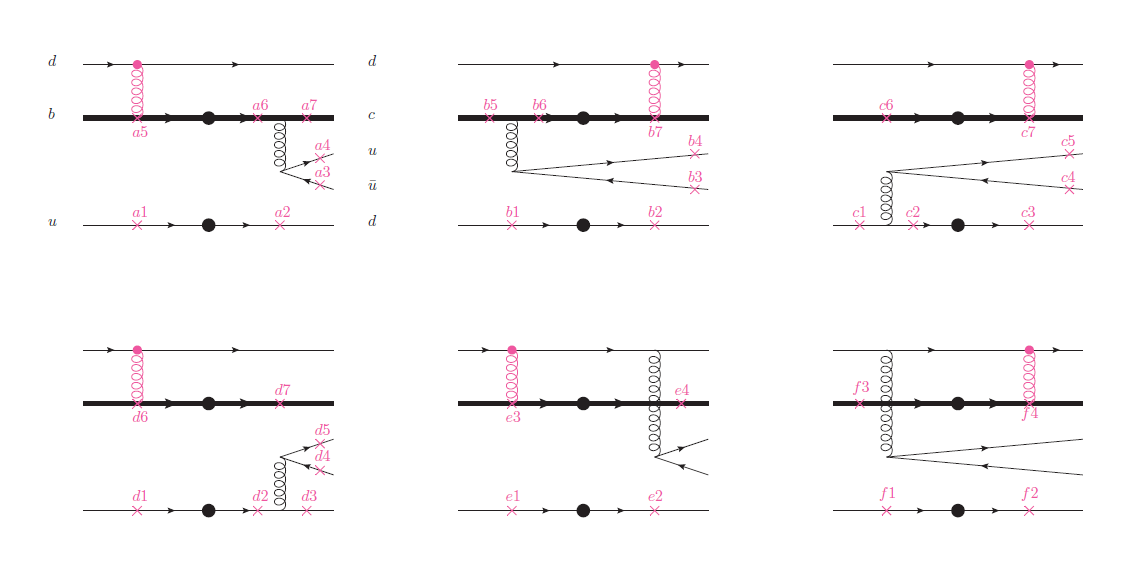 d
d
a6 a7 b5 b6 c6
b c
a5 b7 c7
a4 b4 c5
u
a3 b3 c4
ū
a1 a2 b1 b2 c1 c2 c3
u d
d7 e4 f3
d6 e3 f4
d5
d4
d1 d2 d3 e1 e2 f1 f2